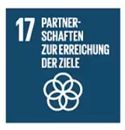 17 PARTNER-
SCHAFTEN
ZUR ERREICHUNG
DER ZIELE